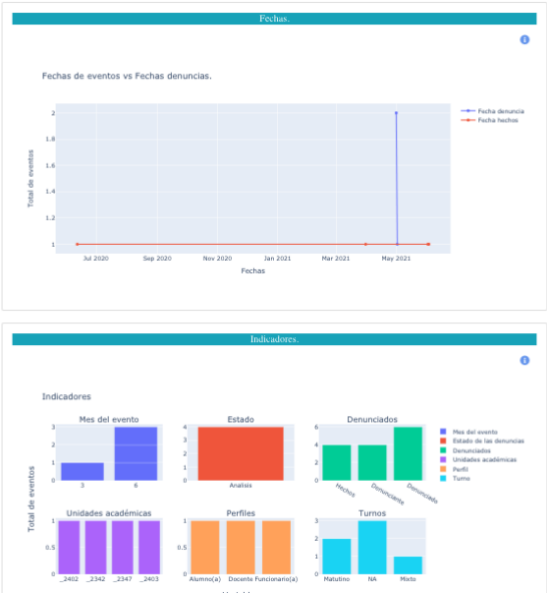 Fechas.
i
Fechas de eventos vs Fechas denuncias.
2
1.8
1.6
1.4
1.2
1
Total de eventos
Jul 2020 Sep 2020 Nov 2020 Jan 2021 Mar 2021 May 2021
Fechas
Fecha denuncia
Fecha hechos
Indicadores.
i
Indicadores
Total de eventos
Mes del evento
3
2
1
0
3 6
Estado
4
3
2
1
0
Analisis
Denunciados
6
4
2
0
Hechos Denunciante Denunciado
Mes del evento
Estado de las denuncias
Denunciados
Unidades académicas
Perfil
Turno
Unidades académicas
1
0.5
0
_2402 _2342 _2347 _2403
Perfiles
1
0.5
0
Alumno(a) Docente Funcionario(a)
Turnos
3
2
1
0
Matutino NA Mixto